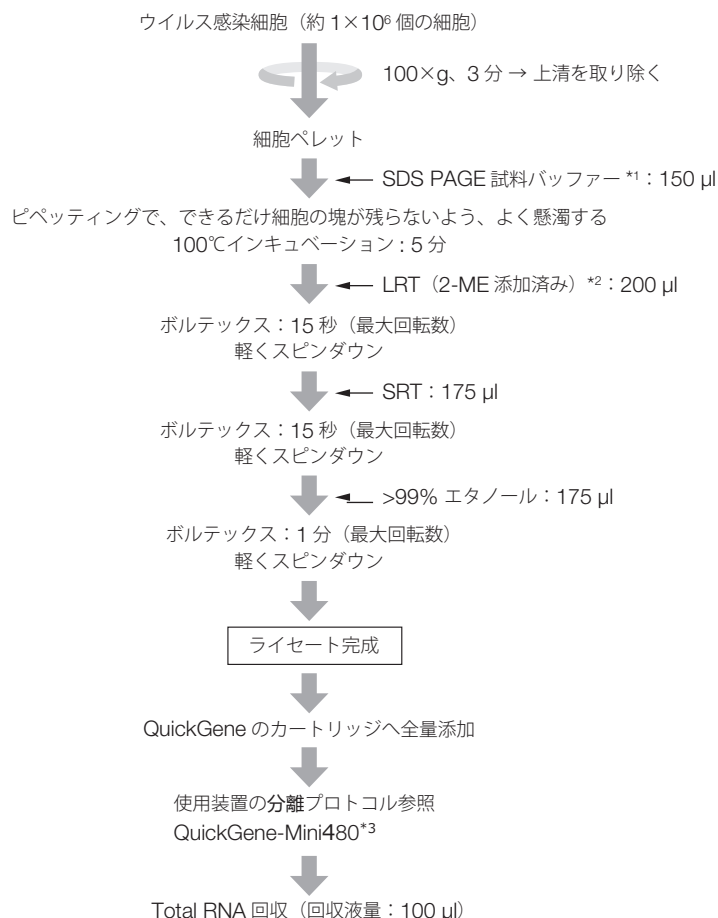 ウイルス感染細胞（約 1×10⁶ 個の細胞）
100×g、3 分 → 上清を取り除く
細胞ペレット
SDS PAGE 試料バッファー *1：150 μl
ピペッティングで、できるだけ細胞の塊が残らないよう、よく懸濁する
100℃インキュベーション : 5 分
LRT（2-ME 添加済み）*2：200 μl
ボルテックス：15 秒（最大回転数）
軽くスピンダウン
SRT：175 μl
ボルテックス：15 秒（最大回転数）
軽くスピンダウン
>99% エタノール：175 μl
ボルテックス：1 分（最大回転数）
軽くスピンダウン
ライセート完成
QuickGene のカートリッジへ全量添加
使用装置の分離プロトコル参照
QuickGene-Mini480*3
Total RNA 回収（回収液量：100 μl）